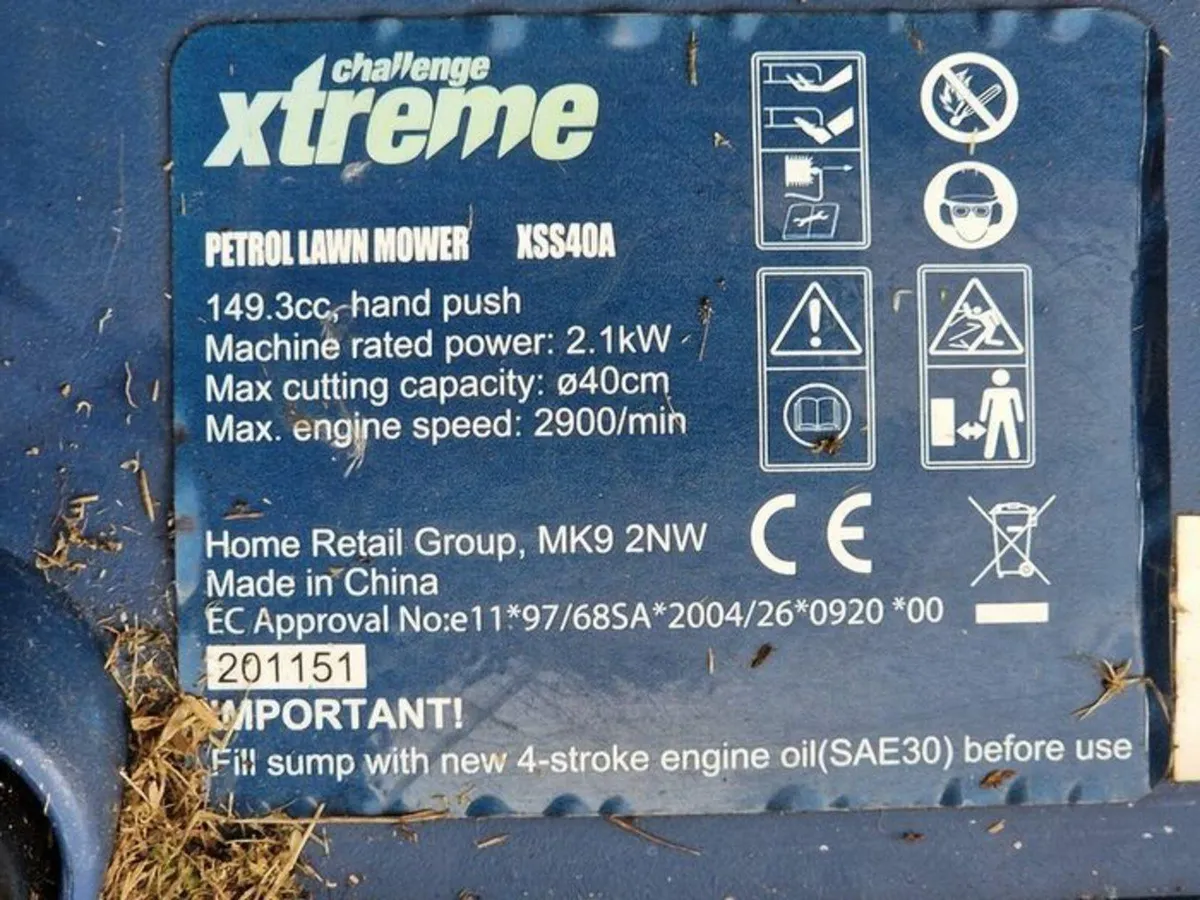 challenge
xtreme
PETROL LAWN MOWER XSS40A
149.3cc, hand push
Machine rated power: 2.1kW
Max cutting capacity: ø40cm
Max. engine speed: 2900/min
Home Retail Group, MK9 2NW
Made in China
EC Approval No:e11*97/68SA*2004/26*0920 *00
201151
IMPORTANT!
Fill sump with new 4-stroke engine oil(SAE30) before use
CE